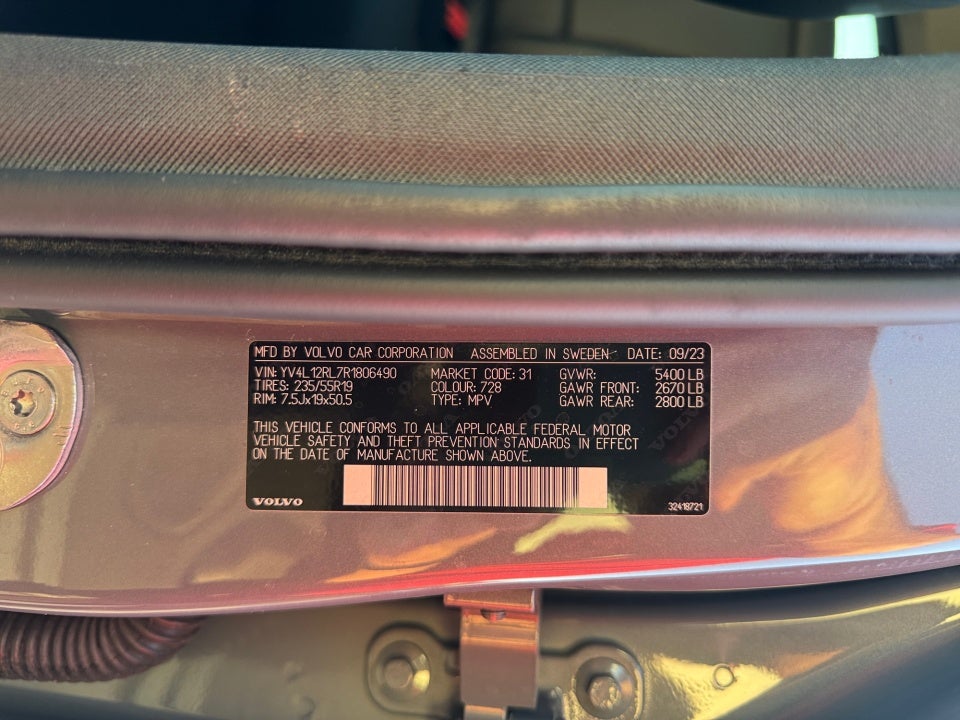 MFD BY VOLVO CAR CORPORATION ASSEMBLED IN SWEDEN DATE: 09/23
VIN: YV4L12RL7R1806490 MARKET CODE: 31 GVWR: 5400 LB
TIRES: 235/55R19 COLOUR: 728 GAWR FRONT: 2670 LB
RIM: 7.5Jx19x50.5 TYPE: MPV GAWR REAR: 2800 LB
THIS VEHICLE CONFORMS TO ALL APPLICABLE FEDERAL MOTOR
VEHICLE SAFETY AND THEFT PREVENTION STANDARDS IN EFFECT
ON THE DATE OF MANUFACTURE SHOWN ABOVE.
VOLVO 32418721